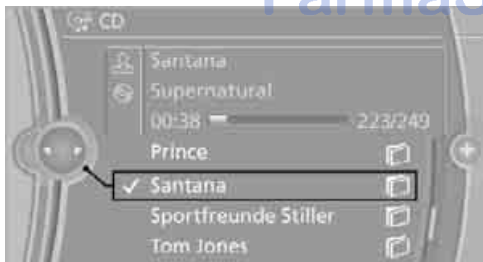 CD
Santana
Supernatural
00:38 223/249
Prince
Santana
Sportfreunde Stiller
Tom Jones